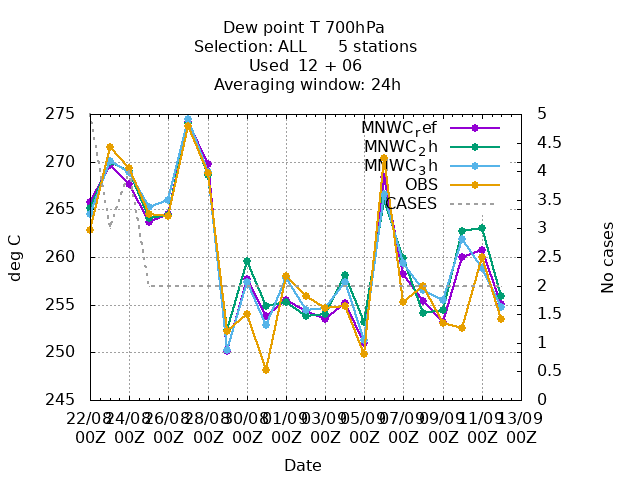 Dew point T 700hPa
Selection: ALL      5 stations
Used  12 + 06
Averaging window: 24h
275
270
265
260
255
250
245
deg C
5
4.5
4
3.5
3
2.5
2
1.5
1
0.5
0
No cases
MNWC_ref
MNWC_2h
MNWC_3h
OBS
CASES
22/08 24/08 26/08 28/08 30/08 01/09 03/09 05/09 07/09 09/09 11/09 13/09
00Z 00Z 00Z 00Z 00Z 00Z 00Z 00Z 00Z 00Z 00Z 00Z
Date